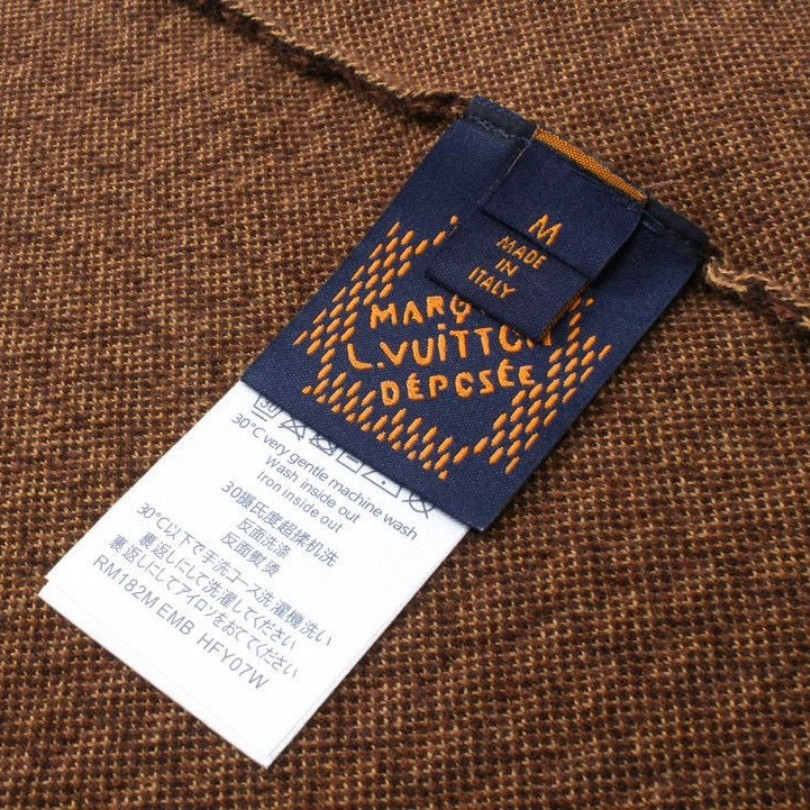 M
MADE
IN
ITALY
MARQ
L.VUITTON
DÉPOSÉE
30
30°C very gentle machine wash
Wash inside out
Iron inside out
30摄氏度超揉机洗
反面洗涤
反面熨烫
30℃以下で手洗コース洗濯機洗い
裏返しにして洗濯してください
裏返しにしてアイロンをおてください
RM182M EMB HFY07W